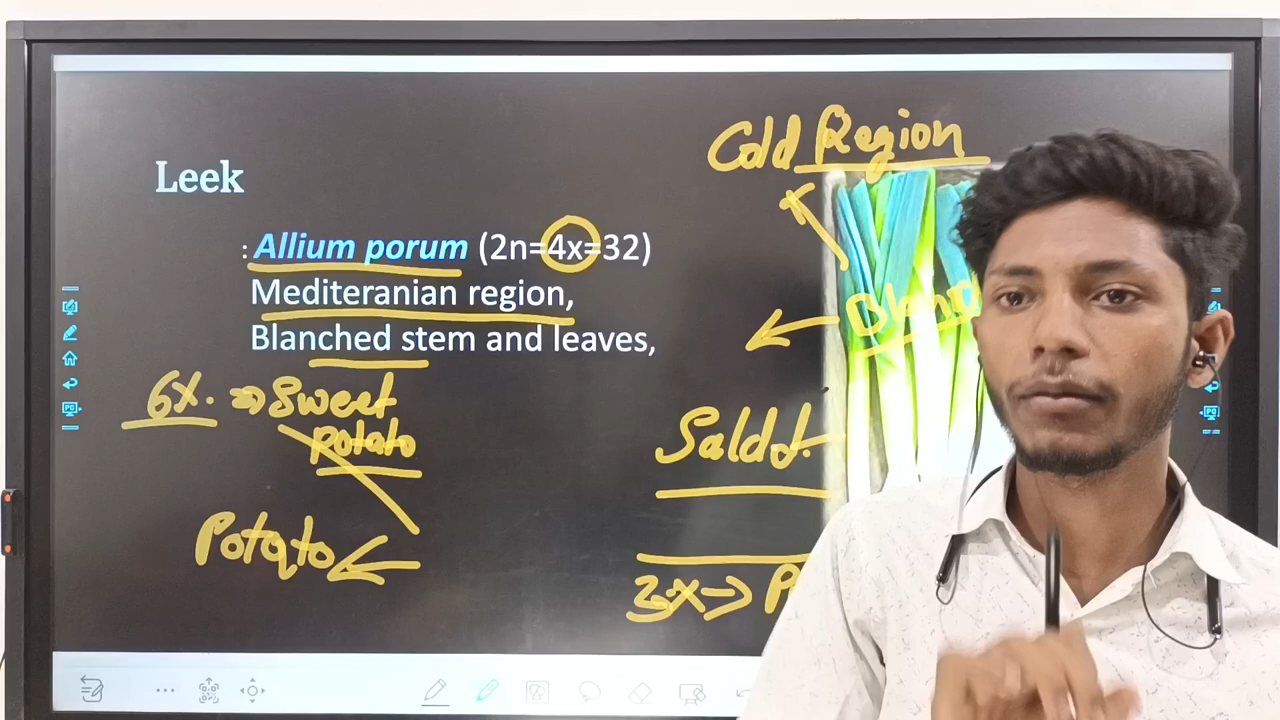 Cold Region
Leek
: Allium porum (2n=4x=32)
Mediteranian region,
Blanched stem and leaves,
6x. ⇒ Sweet
potato
Salad.
Potato
3x →